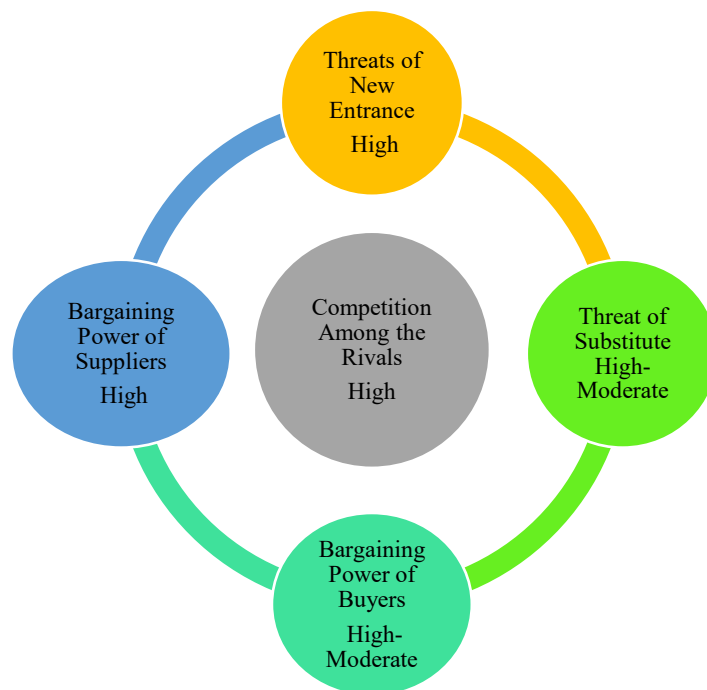 Threats of
New
Entrance
High
Bargaining
Power of
Suppliers
High
Competition
Among the
Rivals
High
Threat of
Substitute
High-
Moderate
Bargaining
Power of
Buyers
High-
Moderate